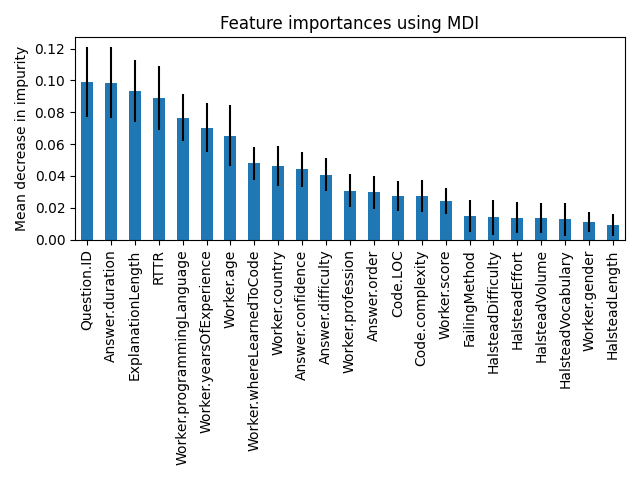 Feature importances using MDI
Mean decrease in impurity
0.12
0.10
0.08
0.06
0.04
0.02
0.00
Question.ID
Answer.duration
ExplanationLength
RTTR
Worker.programmingLanguage
Worker.yearsOfExperience
Worker.age
Worker.whereLearnedToCode
Worker.country
Answer.confidence
Answer.difficulty
Worker.profession
Answer.order
Code.LOC
Code.complexity
Worker.score
FailingMethod
HalsteadDifficulty
HalsteadEffort
HalsteadVolume
HalsteadVocabulary
Worker.gender
HalsteadLength